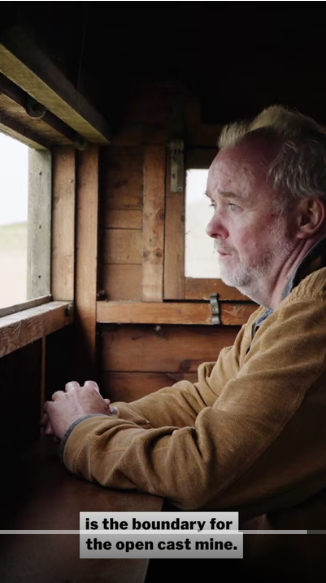 is the boundary for
the open cast mine.